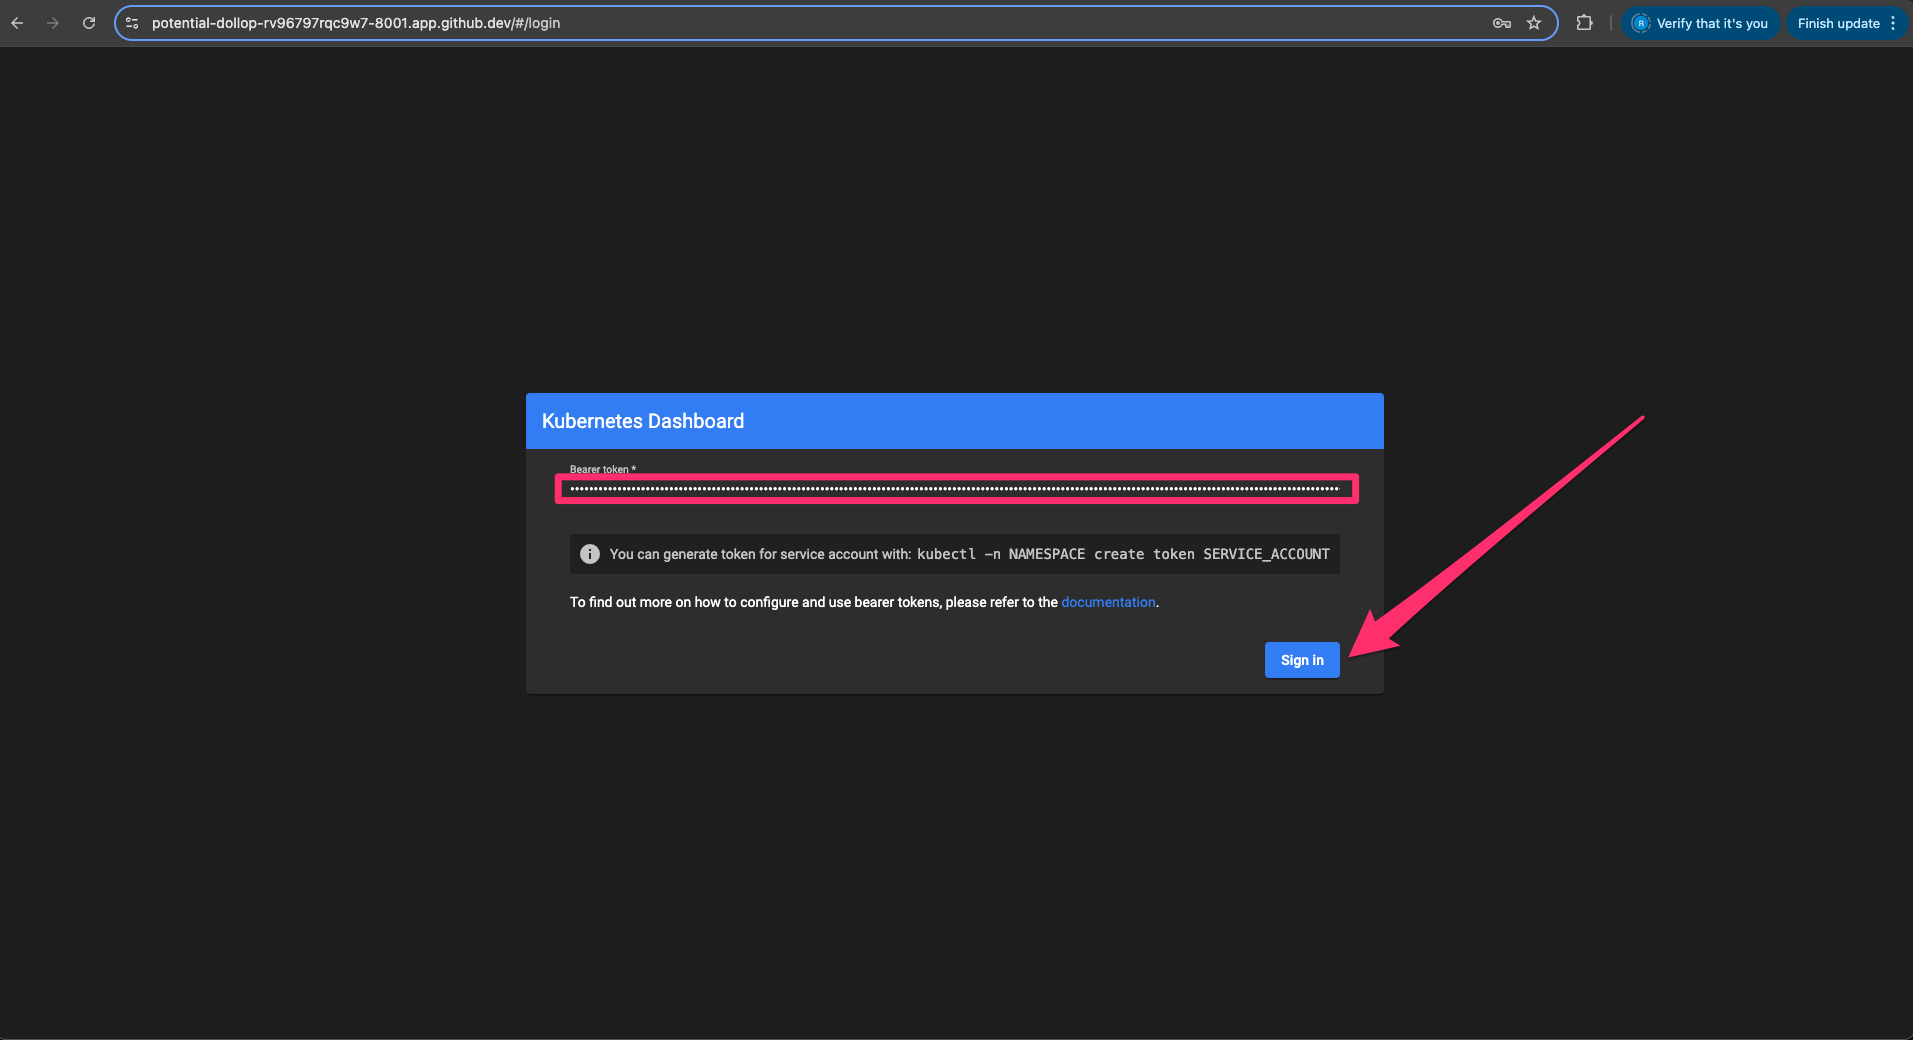 potential-dollop-rv96797rqc9w7-8001.app.github.dev/#/login
R
Verify that it's you
Finish update
Kubernetes Dashboard
Bearer token *
You can generate token for service account with: kubectl -n NAMESPACE create token SERVICE_ACCOUNT
To find out more on how to configure and use bearer tokens, please refer to the documentation.
Sign in